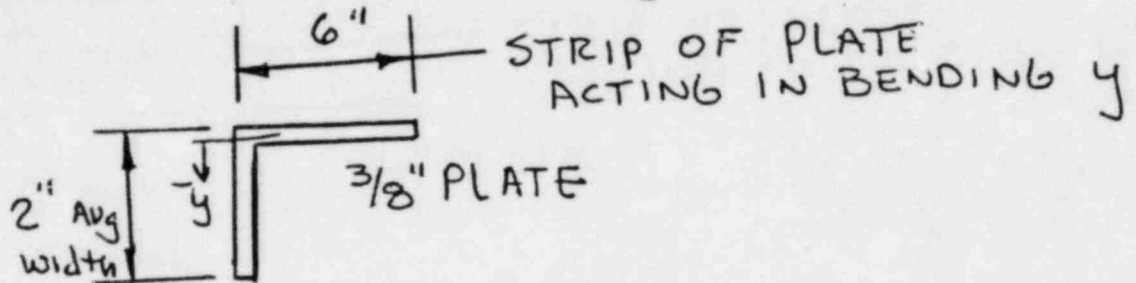 6"
STRIP OF PLATE
ACTING IN BENDING y
2" Avg
width
ȳ
3/8" PLATE